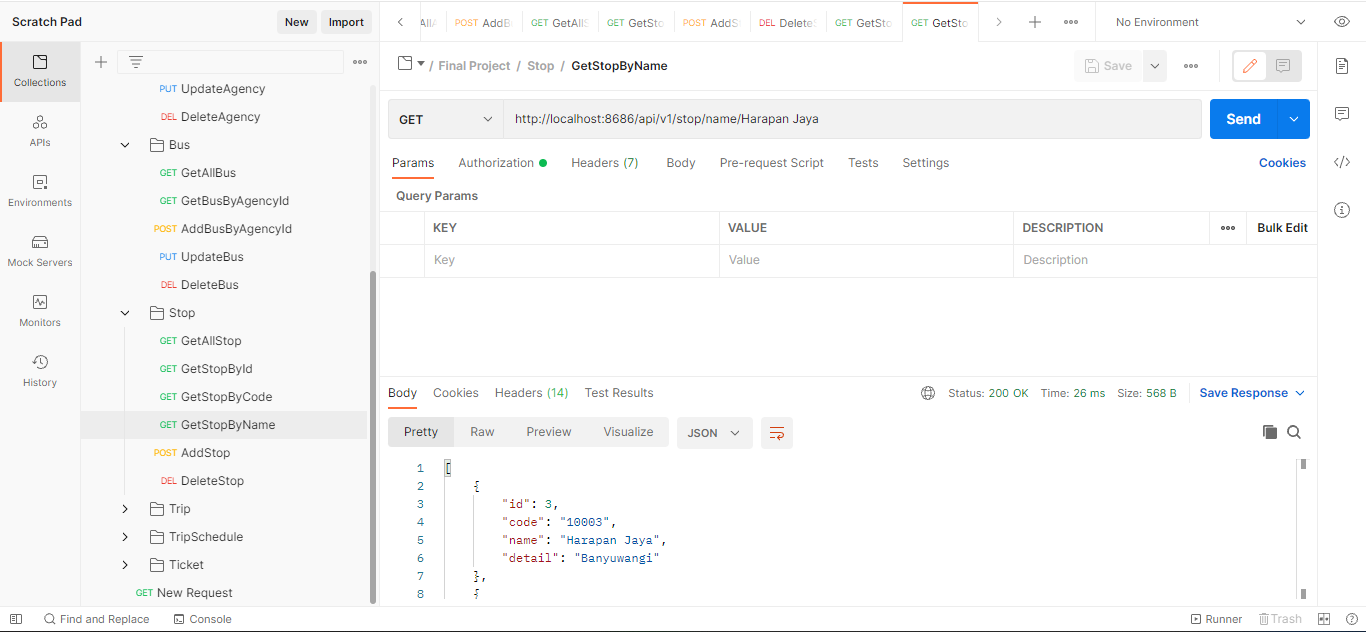 Scratch Pad
New
Import
AddB
GetAllS
GetSto
AddS
Delete
GetSto
GetSto
POST
GET
GET
POST
DEL
GET
GET
No Environment
Collections
APIs
Environments
Mock Servers
Monitors
History
PUT UpdateAgency
DEL DeleteAgency
Bus
GET GetAllBus
GET GetBusByAgencyId
POST AddBusByAgencyId
PUT UpdateBus
DEL DeleteBus
Stop
GET GetAllStop
GET GetStopById
GET GetStopByCode
GET GetStopByName
POST AddStop
DEL DeleteStop
Trip
TripSchedule
Ticket
GET New Request
/ Final Project / Stop / GetStopByName
Save
GET
http://localhost:8686/api/v1/stop/name/Harapan Jaya
Send
Params Authorization Headers (7) Body Pre-request Script Tests Settings Cookies
Query Params
KEY VALUE DESCRIPTION Bulk Edit
Key Value Description
Body Cookies Headers (14) Test Results Status: 200 OK Time: 26 ms Size: 568 B Save Response
Pretty Raw Preview Visualize JSON
1 [
2 {
3 "id": 3,
4 "code": "10003",
5 "name": "Harapan Jaya",
6 "detail": "Banyuwangi"
7 },
8 {
Find and Replace Console Runner Trash